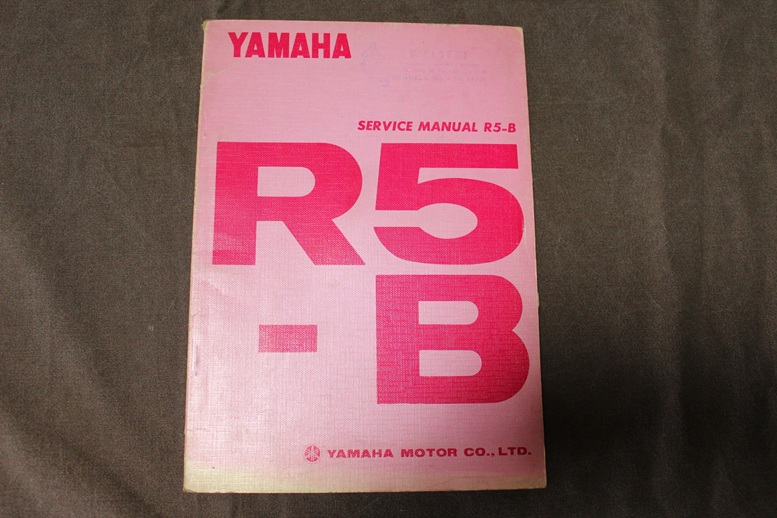 YAMAHA
SERVICE MANUAL R5-B
R5
-B
YAMAHA MOTOR CO., LTD.